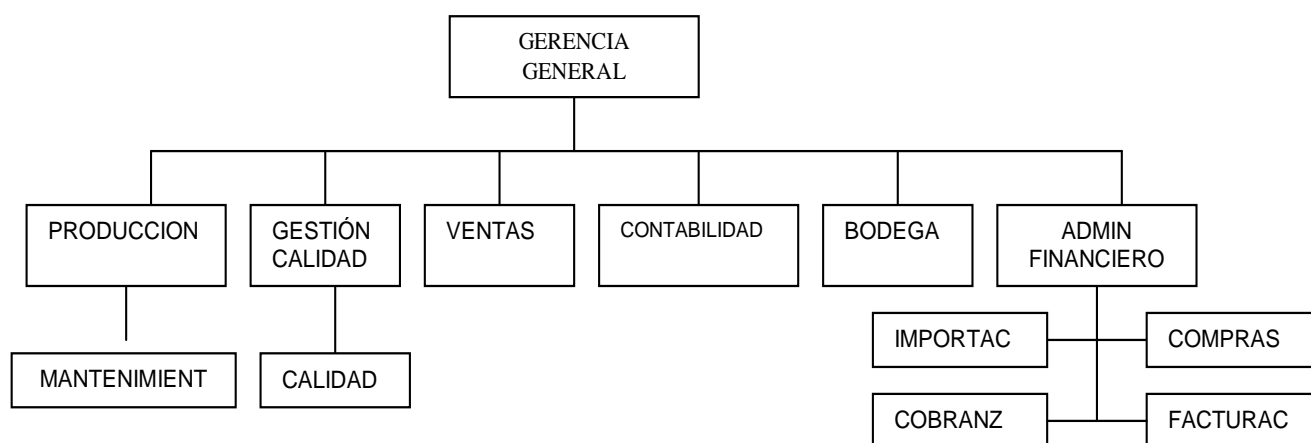 GERENCIA
GENERAL
PRODUCCION
GESTIÓN
CALIDAD
VENTAS
CONTABILIDAD
BODEGA
ADMIN
FINANCIERO
MANTENIMIENT
CALIDAD
IMPORTAC
COMPRAS
COBRANZ
FACTURAC